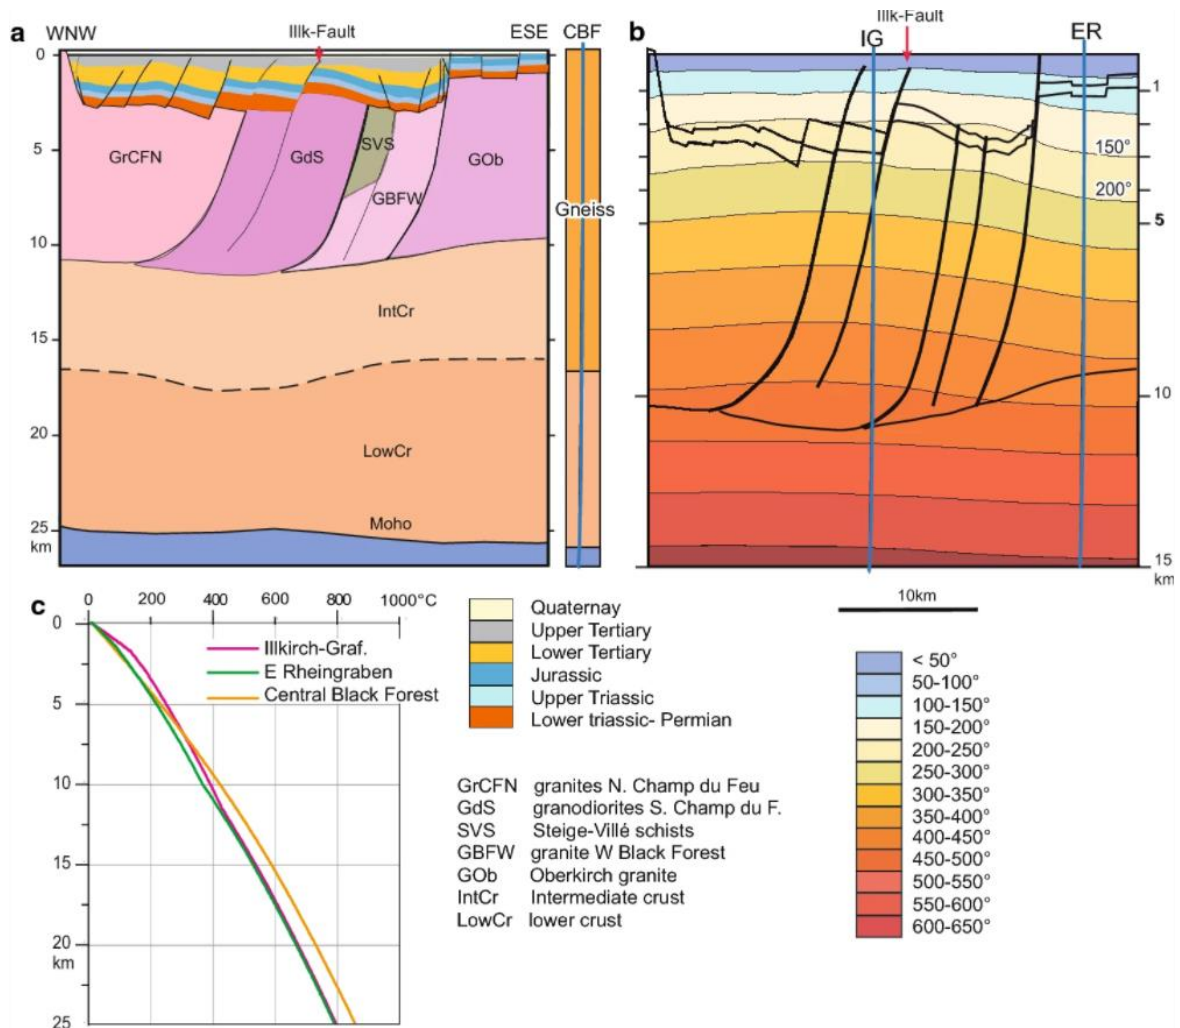 a WNW Illk-Fault ESE CBF
0
5
10
15
20
25
km
GrCFN
GdS
SVS
GBFW
GOb
Gneiss
IntCr
LowCr
Moho
b IG Illk-Fault ER
1
150°
200°
5
10
15
km
10km
c
0 200 400 600 800 1000°C
0
5
10
15
20
km
25
Illkirch-Graf.
E Rheingraben
Central Black Forest
Quaternay
Upper Tertiary
Lower Tertiary
Jurassic
Upper Triassic
Lower triassic- Permian
GrCFN granites N. Champ du Feu
GdS granodiorites S. Champ du F.
SVS Steige-Villé schists
GBFW granite W Black Forest
GOb Oberkirch granite
IntCr Intermediate crust
LowCr lower crust
< 50°
50-100°
100-150°
150-200°
200-250°
250-300°
300-350°
350-400°
400-450°
450-500°
500-550°
550-600°
600-650°